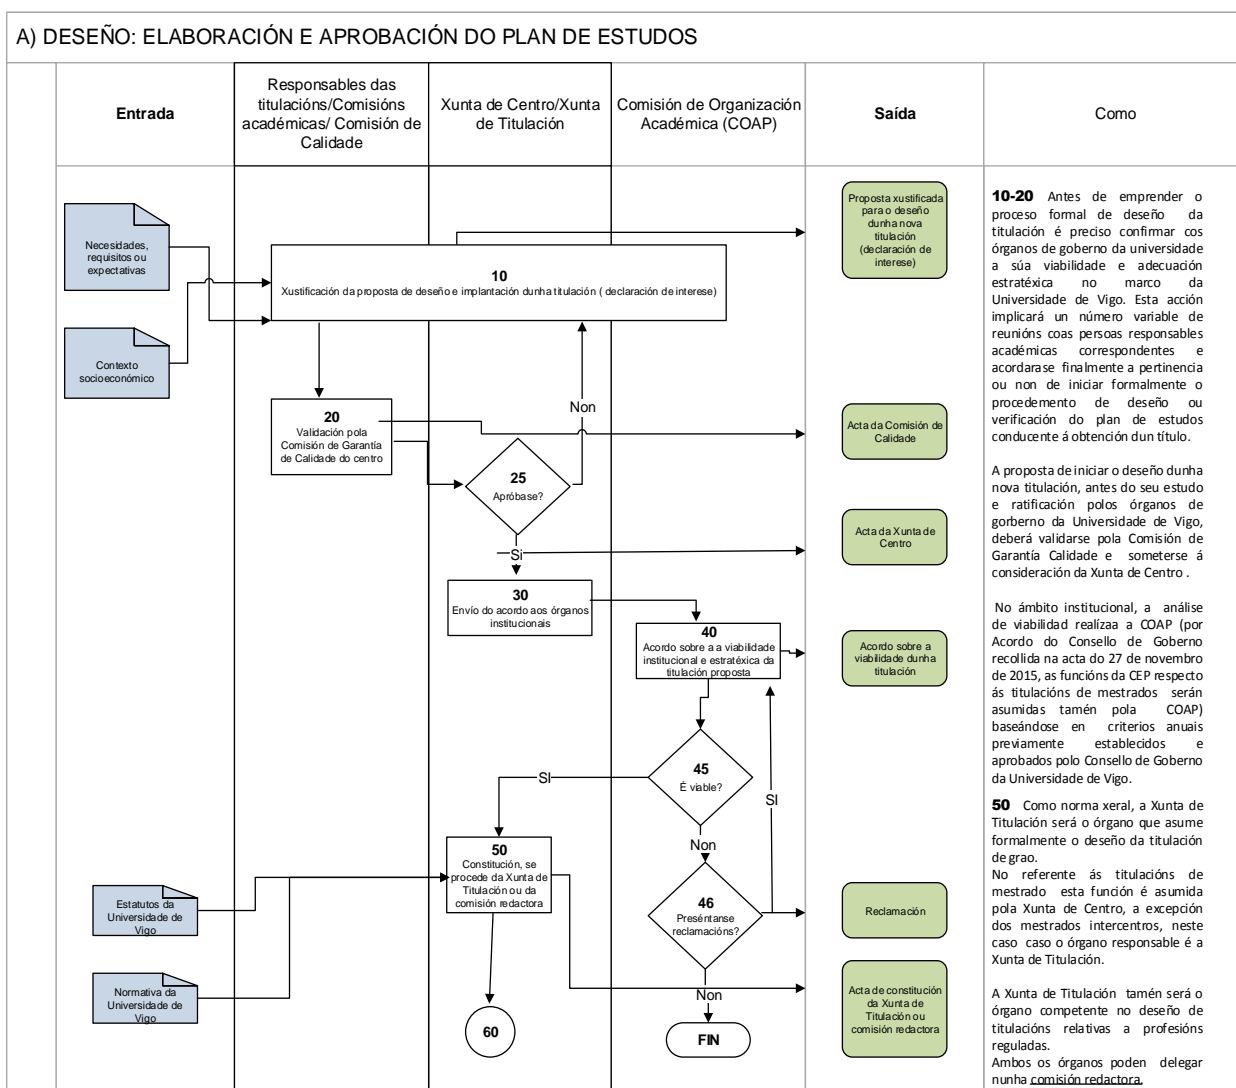 A) DESEÑO: ELABORACIÓN E APROBACIÓN DO PLAN DE ESTUDOS
Entrada
Responsables das
titulacións/Comisións
académicas/ Comisión de
Calidade
Xunta de Centro/Xunta
de Titulación
Comisión de Organización
Académica (COAP)
Saída
Como
Necesidades,
requisitos ou
expectativas
Contexto
socioeconómico
10
Xustificación da proposta de deseño e implantación dunha titulación ( declaración de interese)
Proposta xustificada
para o deseño
dunha nova
titulación
(declaración de
interese)
20
Validación pola
Comisión de Garantía
de Calidade do centro
Non
25
Apróbase?
Acta da Comisión de
Calidade
Si
Acta da Xunta de
Centro
30
Envío do acordo aos órganos
institucionais
40
Acordo sobre a a viabilidade
institucional e estratéxica da
titulación proposta
Acordo sobre a
viabilidade dunha
titulación
45
É viable?
SI
SI
Non
50
Constitución, se
procede da Xunta de
Titulación ou da
comisión redactora
46
Preséntanse
reclamacións?
Reclamación
Estatutos da
Universidade de
Vigo
Normativa da
Universidade de
Vigo
Non
Acta de constitución
da Xunta de
Titulación ou
comisión redactora
60
FIN
10-20 Antes de emprender o
proceso formal de deseño da
titulación é preciso confirmar cos
órganos de goberno da universidade
a súa viabilidade e adecuación
estratéxica no marco da
Universidade de Vigo. Esta acción
implicará un número variable de
reunións coas persoas responsables
académicas correspondentes e
acordarase finalmente a pertinencia
ou non de iniciar formalmente o
procedemento de deseño ou
verificación do plan de estudos
conducente á obtención dun título.
A proposta de iniciar o deseño dunha
nova titulación, antes do seu estudo
e ratificación polos órganos de
gorberno da Universidade de Vigo,
deberá validarse pola Comisión de
Garantía Calidade e someterse á
consideración da Xunta de Centro .
No ámbito institucional, a análise
de viabilidad realízaa a COAP (por
Acordo do Consello de Goberno
recollida na acta do 27 de novembro
de 2015, as funcións da CEP respecto
ás titulacións de mestrados serán
asumidas tamén pola COAP)
baseándose en criterios anuais
previamente establecidos e
aprobados polo Consello de Goberno
da Universidade de Vigo.
50 Como norma xeral, a Xunta de
Titulación será o órgano que asume
formalmente o deseño da titulación
de grao.
No referente ás titulacións de
mestrado esta función é asumida
pola Xunta de Centro, a excepción
dos mestrados intercentros, neste
caso caso o órgano responsable é a
Xunta de Titulación.
A Xunta de Titulación tamén será o
órgano competente no deseño de
titulacións relativas a profesións
reguladas.
Ambos os órganos poden delegar
nunha comisión redactora.